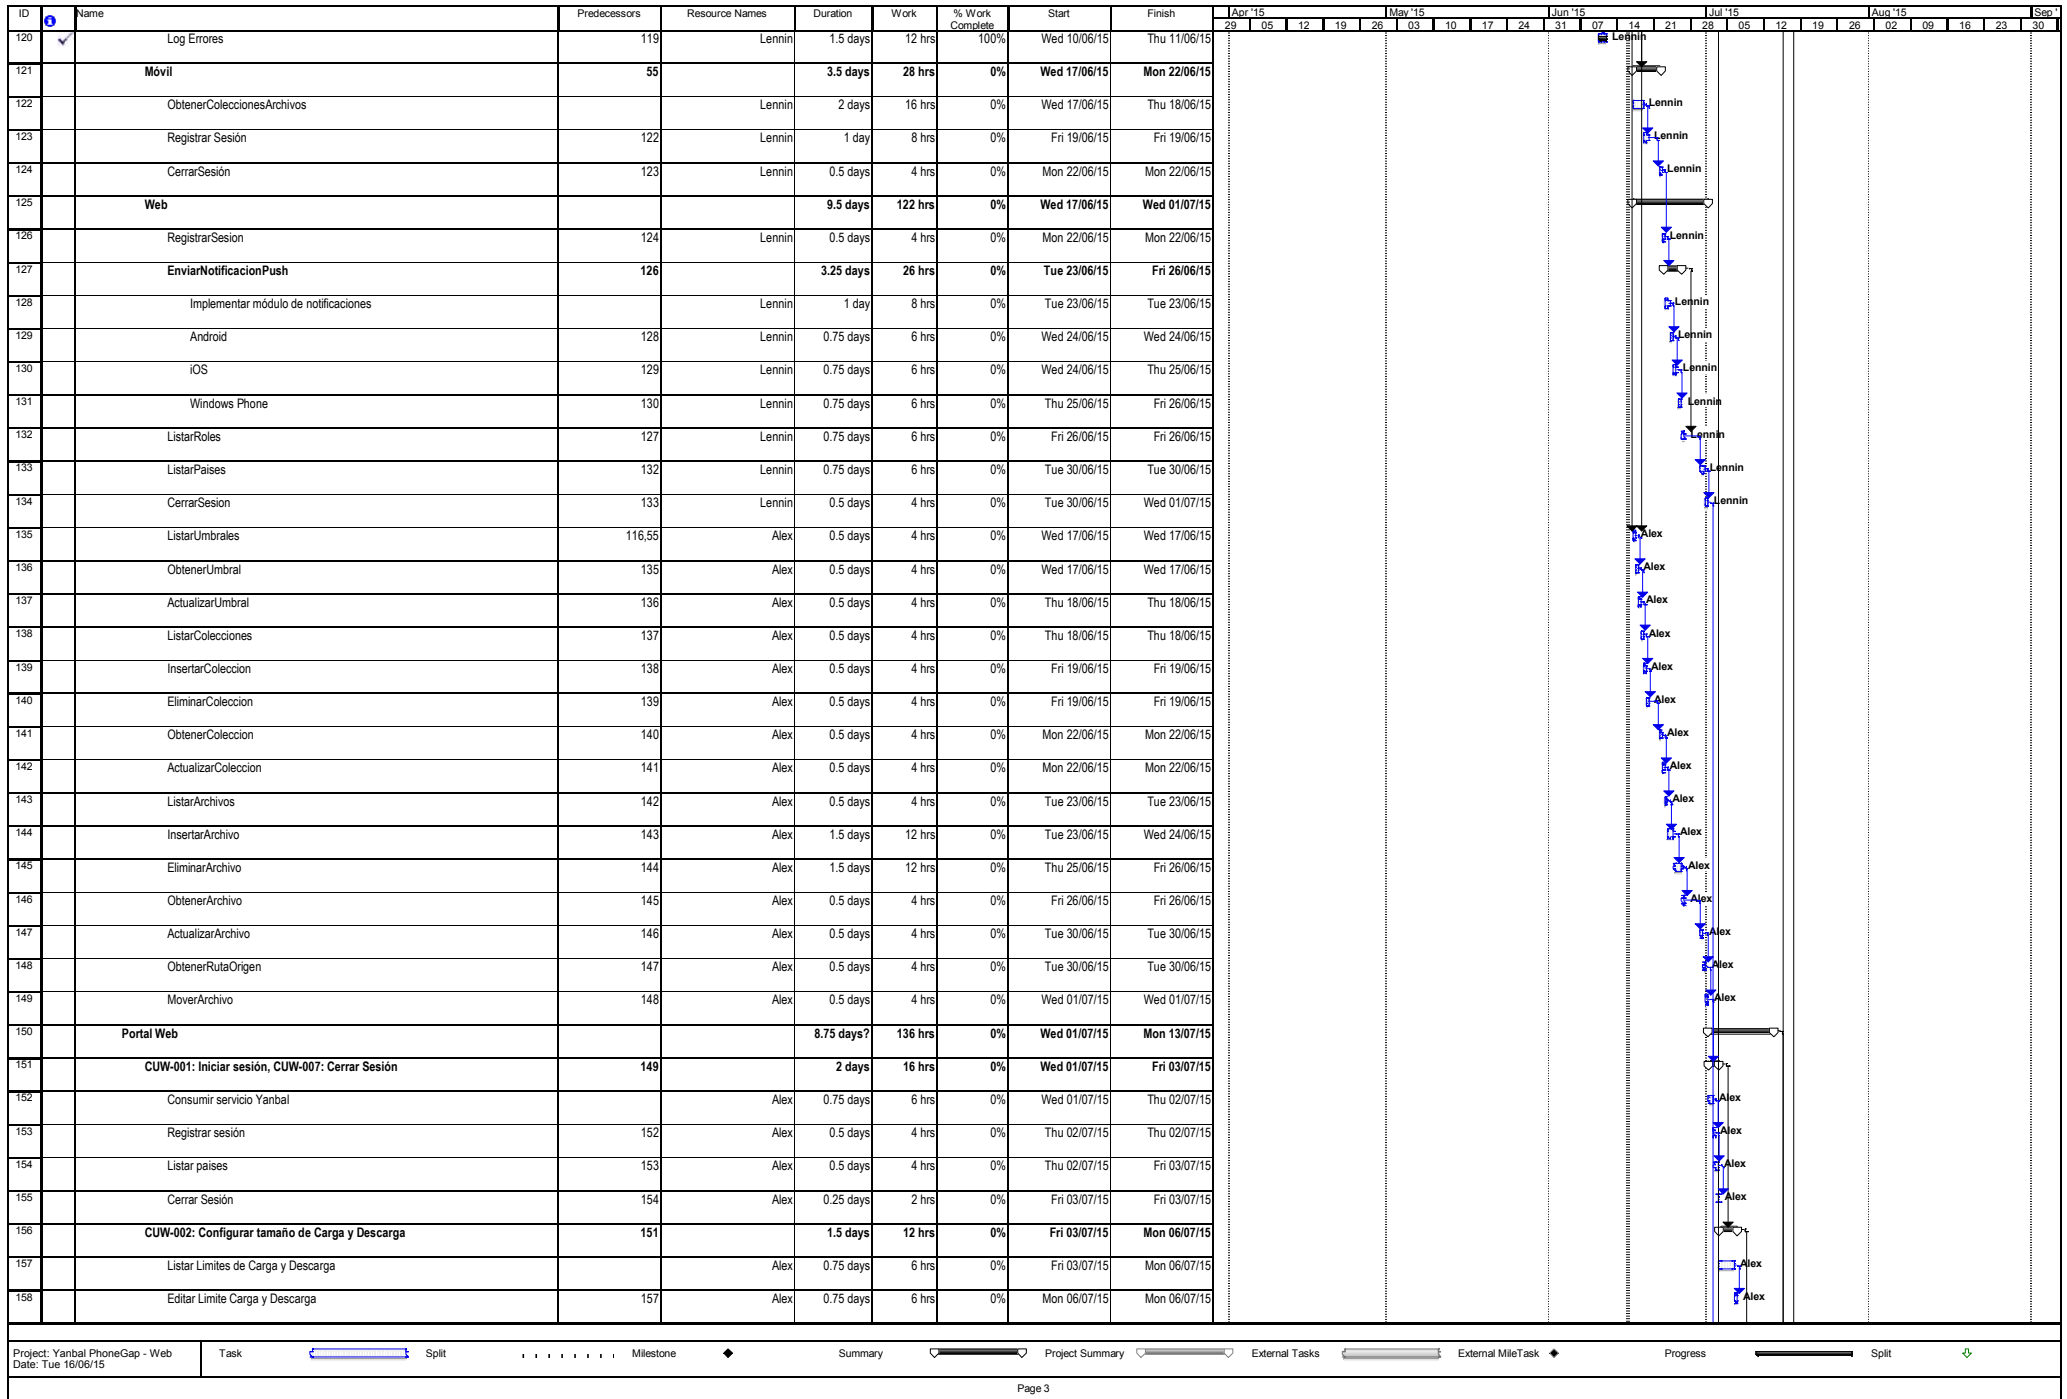 ID Name Predecessors Resource Names Duration Work % Work Complete Start Finish
Apr '15 May '15 Jun '15 Jul '15 Aug '15 Sep '
29 05 12 19 26 03 10 17 24 31 07 14 21 28 05 12 19 26 02 09 16 23 30
120 Log Errores 119 Lennin 1.5 days 12 hrs 100% Wed 10/06/15 Thu 11/06/15 Lennin
121 Móvil 55 3.5 days 28 hrs 0% Wed 17/06/15 Mon 22/06/15
122 ObtenerColeccionesArchivos Lennin 2 days 16 hrs 0% Wed 17/06/15 Thu 18/06/15 Lennin
123 Registrar Sesión 122 Lennin 1 day 8 hrs 0% Fri 19/06/15 Fri 19/06/15 Lennin
124 CerrarSesión 123 Lennin 0.5 days 4 hrs 0% Mon 22/06/15 Mon 22/06/15 Lennin
125 Web 9.5 days 122 hrs 0% Wed 17/06/15 Wed 01/07/15
126 RegistrarSesion 124 Lennin 0.5 days 4 hrs 0% Mon 22/06/15 Mon 22/06/15 Lennin
127 EnviarNotificacionPush 126 3.25 days 26 hrs 0% Tue 23/06/15 Fri 26/06/15
128 Implementar módulo de notificaciones Lennin 1 day 8 hrs 0% Tue 23/06/15 Tue 23/06/15 Lennin
129 Android 128 Lennin 0.75 days 6 hrs 0% Wed 24/06/15 Wed 24/06/15 Lennin
130 iOS 129 Lennin 0.75 days 6 hrs 0% Wed 24/06/15 Thu 25/06/15 Lennin
131 Windows Phone 130 Lennin 0.75 days 6 hrs 0% Thu 25/06/15 Fri 26/06/15 Lennin
132 ListarRoles 127 Lennin 0.75 days 6 hrs 0% Fri 26/06/15 Fri 26/06/15 Lennin
133 ListarPaises 132 Lennin 0.75 days 6 hrs 0% Tue 30/06/15 Tue 30/06/15 Lennin
134 CerrarSesion 133 Lennin 0.5 days 4 hrs 0% Tue 30/06/15 Wed 01/07/15 Lennin
135 ListarUmbrales 116,55 Alex 0.5 days 4 hrs 0% Wed 17/06/15 Wed 17/06/15 Alex
136 ObtenerUmbral 135 Alex 0.5 days 4 hrs 0% Wed 17/06/15 Wed 17/06/15 Alex
137 ActualizarUmbral 136 Alex 0.5 days 4 hrs 0% Thu 18/06/15 Thu 18/06/15 Alex
138 ListarColecciones 137 Alex 0.5 days 4 hrs 0% Thu 18/06/15 Thu 18/06/15 Alex
139 InsertarColeccion 138 Alex 0.5 days 4 hrs 0% Fri 19/06/15 Fri 19/06/15 Alex
140 EliminarColeccion 139 Alex 0.5 days 4 hrs 0% Fri 19/06/15 Fri 19/06/15 Alex
141 ObtenerColeccion 140 Alex 0.5 days 4 hrs 0% Mon 22/06/15 Mon 22/06/15 Alex
142 ActualizarColeccion 141 Alex 0.5 days 4 hrs 0% Mon 22/06/15 Mon 22/06/15 Alex
143 ListarArchivos 142 Alex 0.5 days 4 hrs 0% Tue 23/06/15 Tue 23/06/15 Alex
144 InsertarArchivo 143 Alex 1.5 days 12 hrs 0% Tue 23/06/15 Wed 24/06/15 Alex
145 EliminarArchivo 144 Alex 1.5 days 12 hrs 0% Thu 25/06/15 Fri 26/06/15 Alex
146 ObtenerArchivo 145 Alex 0.5 days 4 hrs 0% Fri 26/06/15 Fri 26/06/15 Alex
147 ActualizarArchivo 146 Alex 0.5 days 4 hrs 0% Tue 30/06/15 Tue 30/06/15 Alex
148 ObtenerRutaOrigen 147 Alex 0.5 days 4 hrs 0% Tue 30/06/15 Tue 30/06/15 Alex
149 MoverArchivo 148 Alex 0.5 days 4 hrs 0% Wed 01/07/15 Wed 01/07/15 Alex
150 Portal Web 8.75 days? 136 hrs 0% Wed 01/07/15 Mon 13/07/15
151 CUW-001: Iniciar sesión, CUW-007: Cerrar Sesión 149 2 days 16 hrs 0% Wed 01/07/15 Fri 03/07/15
152 Consumir servicio Yanbal Alex 0.75 days 6 hrs 0% Wed 01/07/15 Thu 02/07/15 Alex
153 Registrar sesión 152 Alex 0.5 days 4 hrs 0% Thu 02/07/15 Thu 02/07/15 Alex
154 Listar paises 153 Alex 0.5 days 4 hrs 0% Thu 02/07/15 Fri 03/07/15 Alex
155 Cerrar Sesión 154 Alex 0.25 days 2 hrs 0% Fri 03/07/15 Fri 03/07/15 Alex
156 CUW-002: Configurar tamaño de Carga y Descarga 151 1.5 days 12 hrs 0% Fri 03/07/15 Mon 06/07/15
157 Listar Limites de Carga y Descarga Alex 0.75 days 6 hrs 0% Fri 03/07/15 Mon 06/07/15 Alex
158 Editar Limite Carga y Descarga 157 Alex 0.75 days 6 hrs 0% Mon 06/07/15 Mon 06/07/15 Alex
Project: Yanbal PhoneGap - Web
Date: Tue 16/06/15
Task Split Milestone Summary Project Summary External Tasks External MileTask Progress Split
Page 3